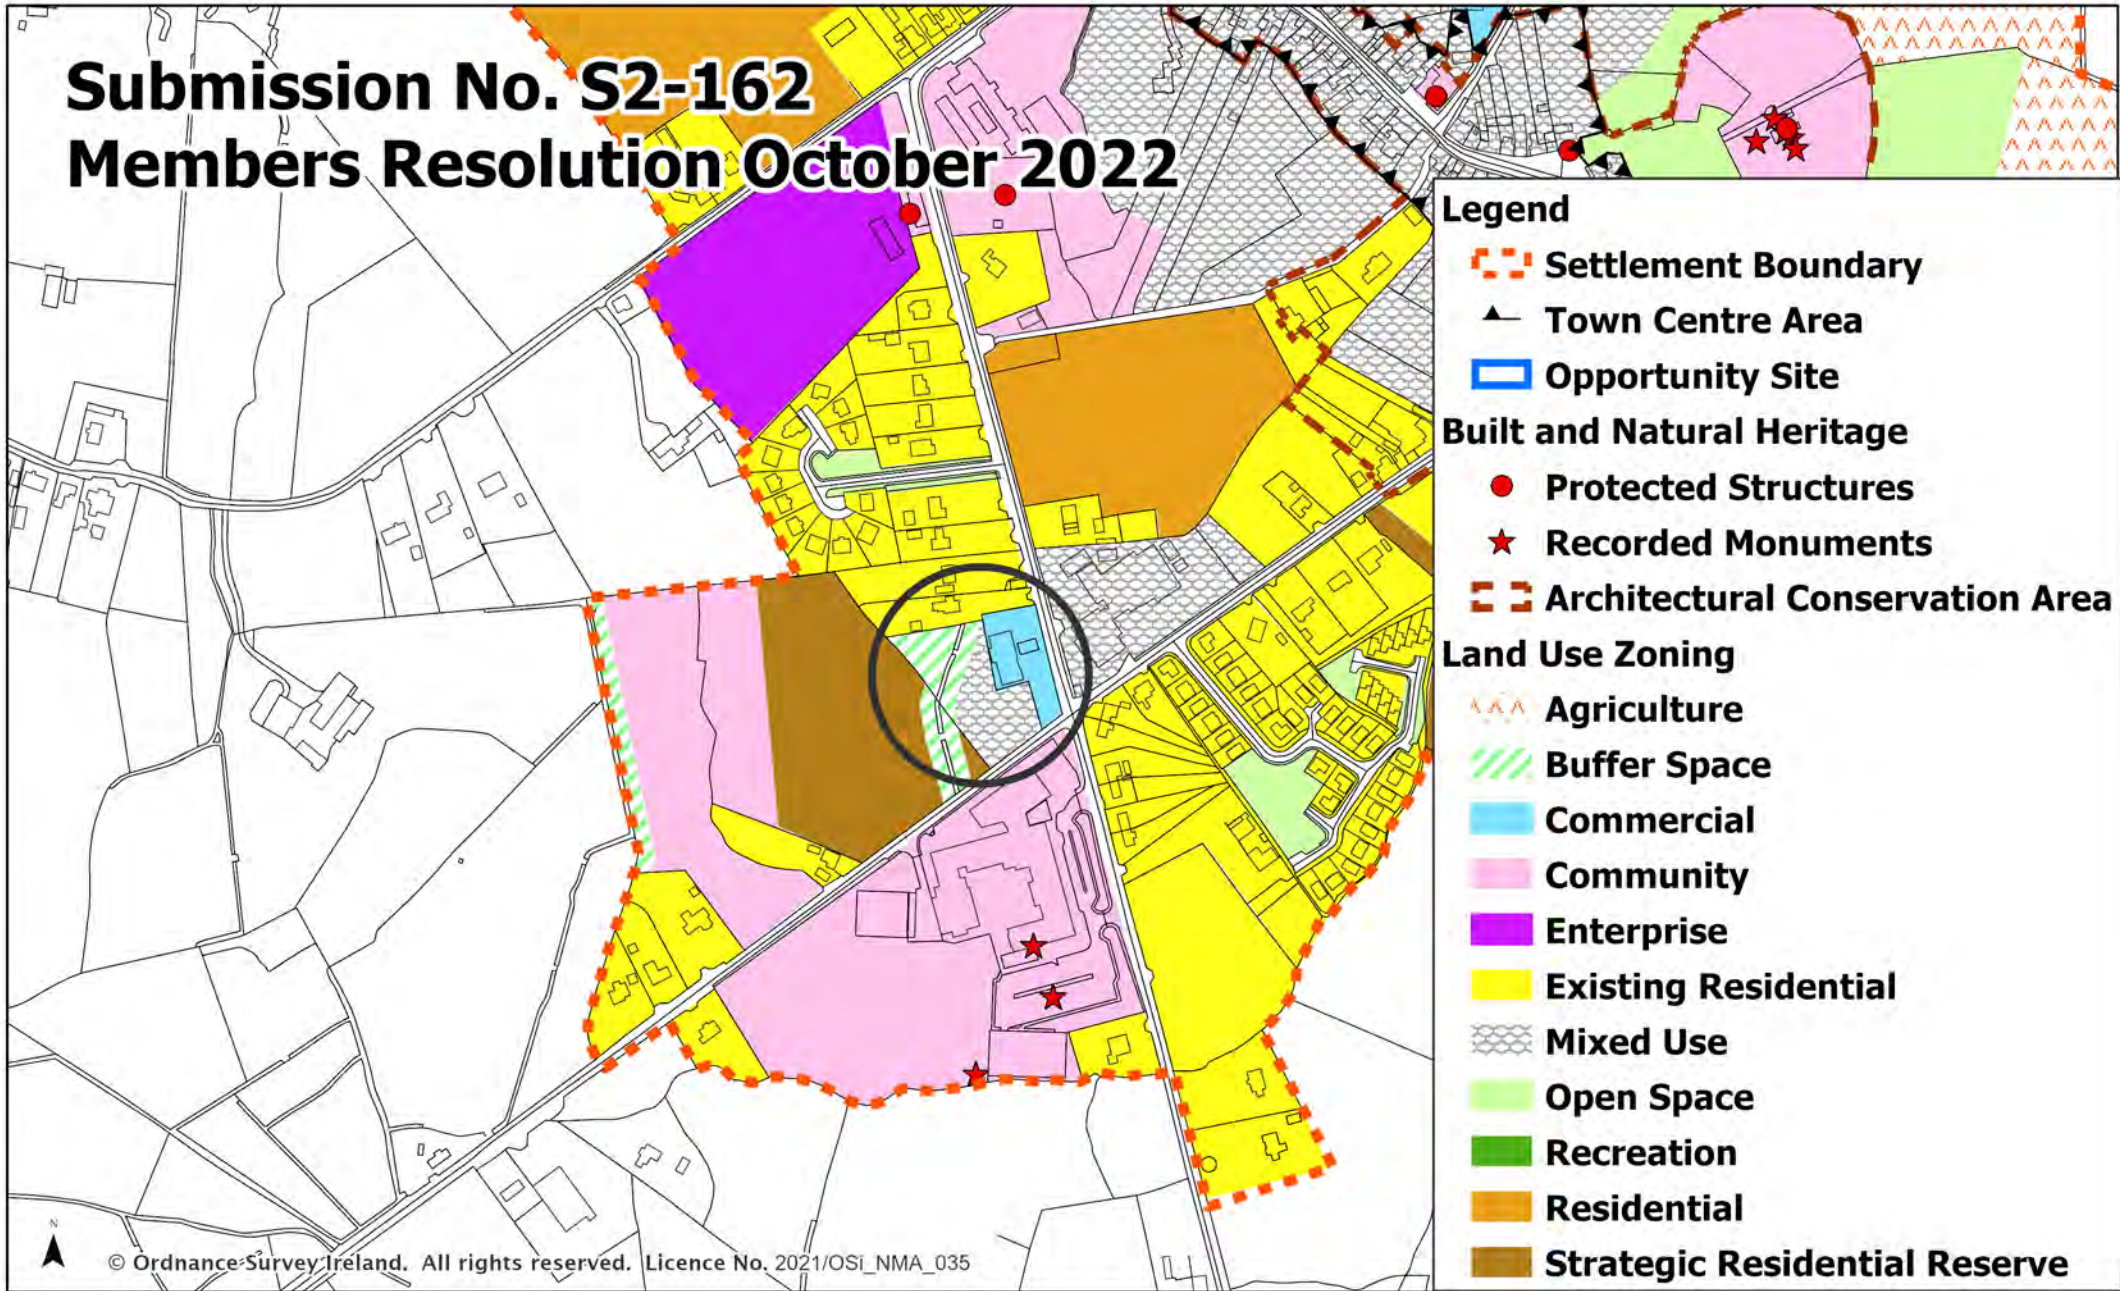 Submission No. S2-162
Members Resolution October 2022
Legend
Settlement Boundary
Town Centre Area
Opportunity Site
Built and Natural Heritage
Protected Structures
Recorded Monuments
Architectural Conservation Area
Land Use Zoning
Agriculture
Buffer Space
Commercial
Community
Enterprise
Existing Residential
Mixed Use
Open Space
Recreation
Residential
Strategic Residential Reserve
N
© Ordnance Survey Ireland. All rights reserved. Licence No. 2021/OSi_NMA_035